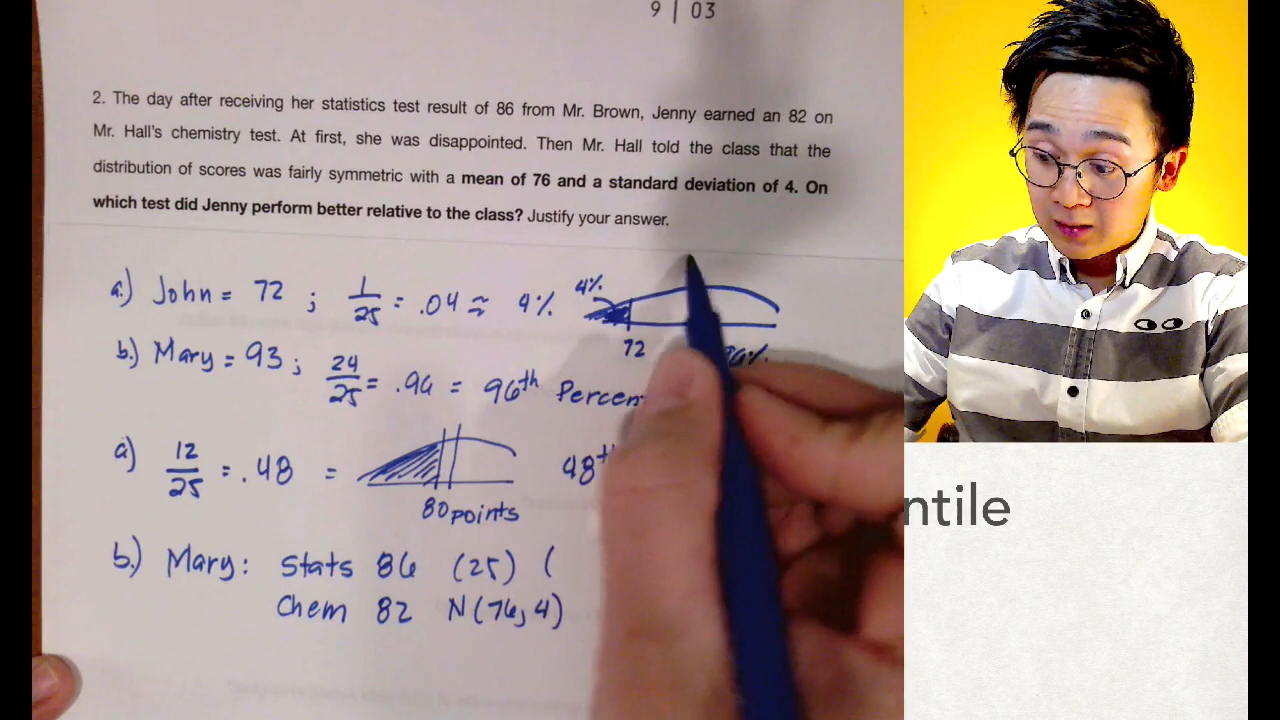 9 | 03
2. The day after receiving her statistics test result of 86 from Mr. Brown, Jenny earned an 82 on
Mr. Hall's chemistry test. At first, she was disappointed. Then Mr. Hall told the class that the
distribution of scores was fairly symmetric with a mean of 76 and a standard deviation of 4. On
which test did Jenny perform better relative to the class? Justify your answer.
a.) John = 72 ; 1/25 = .04 ≈ 4% 4%
72
b.) Mary = 93 ; 24/25 = .96 = 96th Percen
a) 12/25 = .48 = 48th
80 points
b.) Mary: Stats 86 (25) (
Chem 82 N(76,4)
ntile